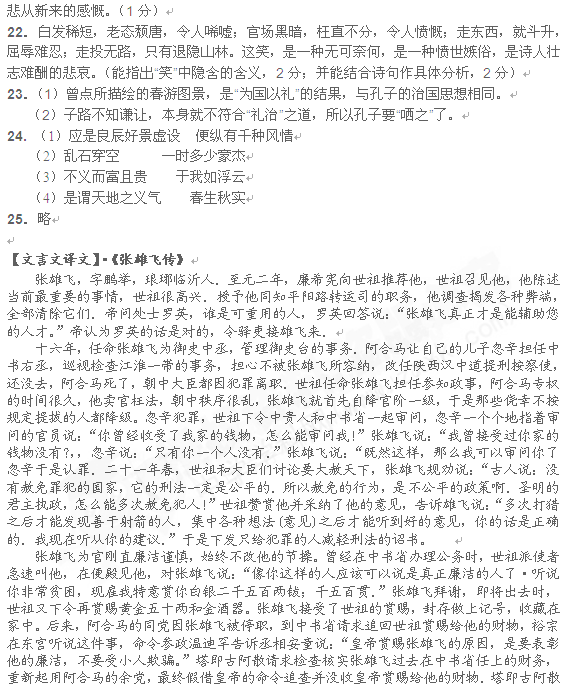 悲从新来的感慨。（1 分）
22．白发稀短，老态颓唐，令人唏嘘；官场黑暗，枉直不分，令人愤慨；走东西，就斗升，
屈辱难忍；走投无路，只有退隐山林。这笑，是一种无可奈何，是一种愤世嫉俗，是诗人壮
志难酬的悲哀。（能指出“笑”中隐含的含义，2 分；并能结合诗句作具体分析，2 分）
23．（1）曾点所描绘的春游图景，是“为国以礼”的结果，与孔子的治国思想相同。
（2）子路不知谦让，本身就不符合“礼治”之道，所以孔子要“哂之”了。
24．（1）应是良辰好景虚设 便纵有千种风情
（2）乱石穿空 一时多少豪杰
（3）不义而富且贵 于我如浮云
（4）是谓天地之义气 春生秋实
25．略
【文言文译文】·《张雄飞传》
张雄飞，字鹏举，琅琊临沂人．至元二年，廉希宪向世祖推荐他，世祖召见他，他陈述
当前最重要的事情，世祖很高兴．授予他同知平阳路转运司的职务，他调查揭发各种弊端，
全部清除它们．帝问处士罗英，谁是可重用的人，罗英回答说：“张雄飞真正才是能辅助您
的人才。”帝认为罗英的话是对的，令驿吏接雄飞来．
十六年，任命张雄飞为御史中丞，管理御史台的事务．阿合马让自己的儿子忽辛担任中
书右丞，巡视检查江淮一带的事务，担心不被张雄飞所容纳，改任陕西汉中道提刑按察使，
还没去，阿合马死了，朝中大臣都因犯罪离职．世祖任命张雄飞担任参知政事，阿合马专权
的时间很久，他卖官枉法，朝中秩序很乱，张雄飞就首先自降官阶一级，于是那些侥幸不按
规定提拔的人都降级。忽辛犯罪，世祖下令中贵人和中书省一起审问，忽辛一个个地指着审
问的官员说：“你曾经收受了我家的钱物，怎么能审问我！”张雄飞说：“我曾接受过你家的
钱物没有?，，忽辛说：“只有你一个人没有．”张雄飞说：“既然这样，那么我可以审问你了
忽辛于是认罪．二十一年春，世祖和大臣们讨论要大赦天下，张雄飞规劝说：“古人说：没
有赦免罪犯的国家，它的刑法一定是公平的．所以赦免的行为，是不公平的政策啊．圣明的
君主执政，怎么能多次赦免犯人！”世祖赞赏他并采纳了他的意见，告诉雄飞说：“多次打猎
之后才能发现善于射箭的人，集中各种想法(意见)之后才能听到好的意见，你的话是正确
的．我现在听从你的建议．”于是下发只给犯罪的人减轻刑法的诏书。
张雄飞为官刚直廉洁谨慎，始终不改他的节操。曾经在中书省办理公务时，世祖派使者
急速叫他，在便殿见他，对张雄飞说：“像你这样的人应该可以说是真正廉洁的人了·听说
你非常贫困，现雇我特意赏你白银二千五百两钱；千五百贯．”张雄飞拜谢，即将出去时，
世祖又下令再赏赐黄金五十两和金酒器。张雄飞接受了世祖的赏赐，封存做上记号，收藏在
家中。后来，阿合马的同党因张雄飞被停职，到中书省请求追回世祖赏赐给他的财物，裕宗
在东宫听说这件事，命令参政温迪罕告诉丞相安童说：“皇帝赏赐张雄飞的原因，是要表彰
他的廉洁，不要受小人欺骗。”塔即古阿散请求检查核实张雄飞过去在中书省任上的财务，
重新起用阿合马的余党，最终假借皇帝的命令追查并没收皇帝赏赐给他的财物．塔即古阿散